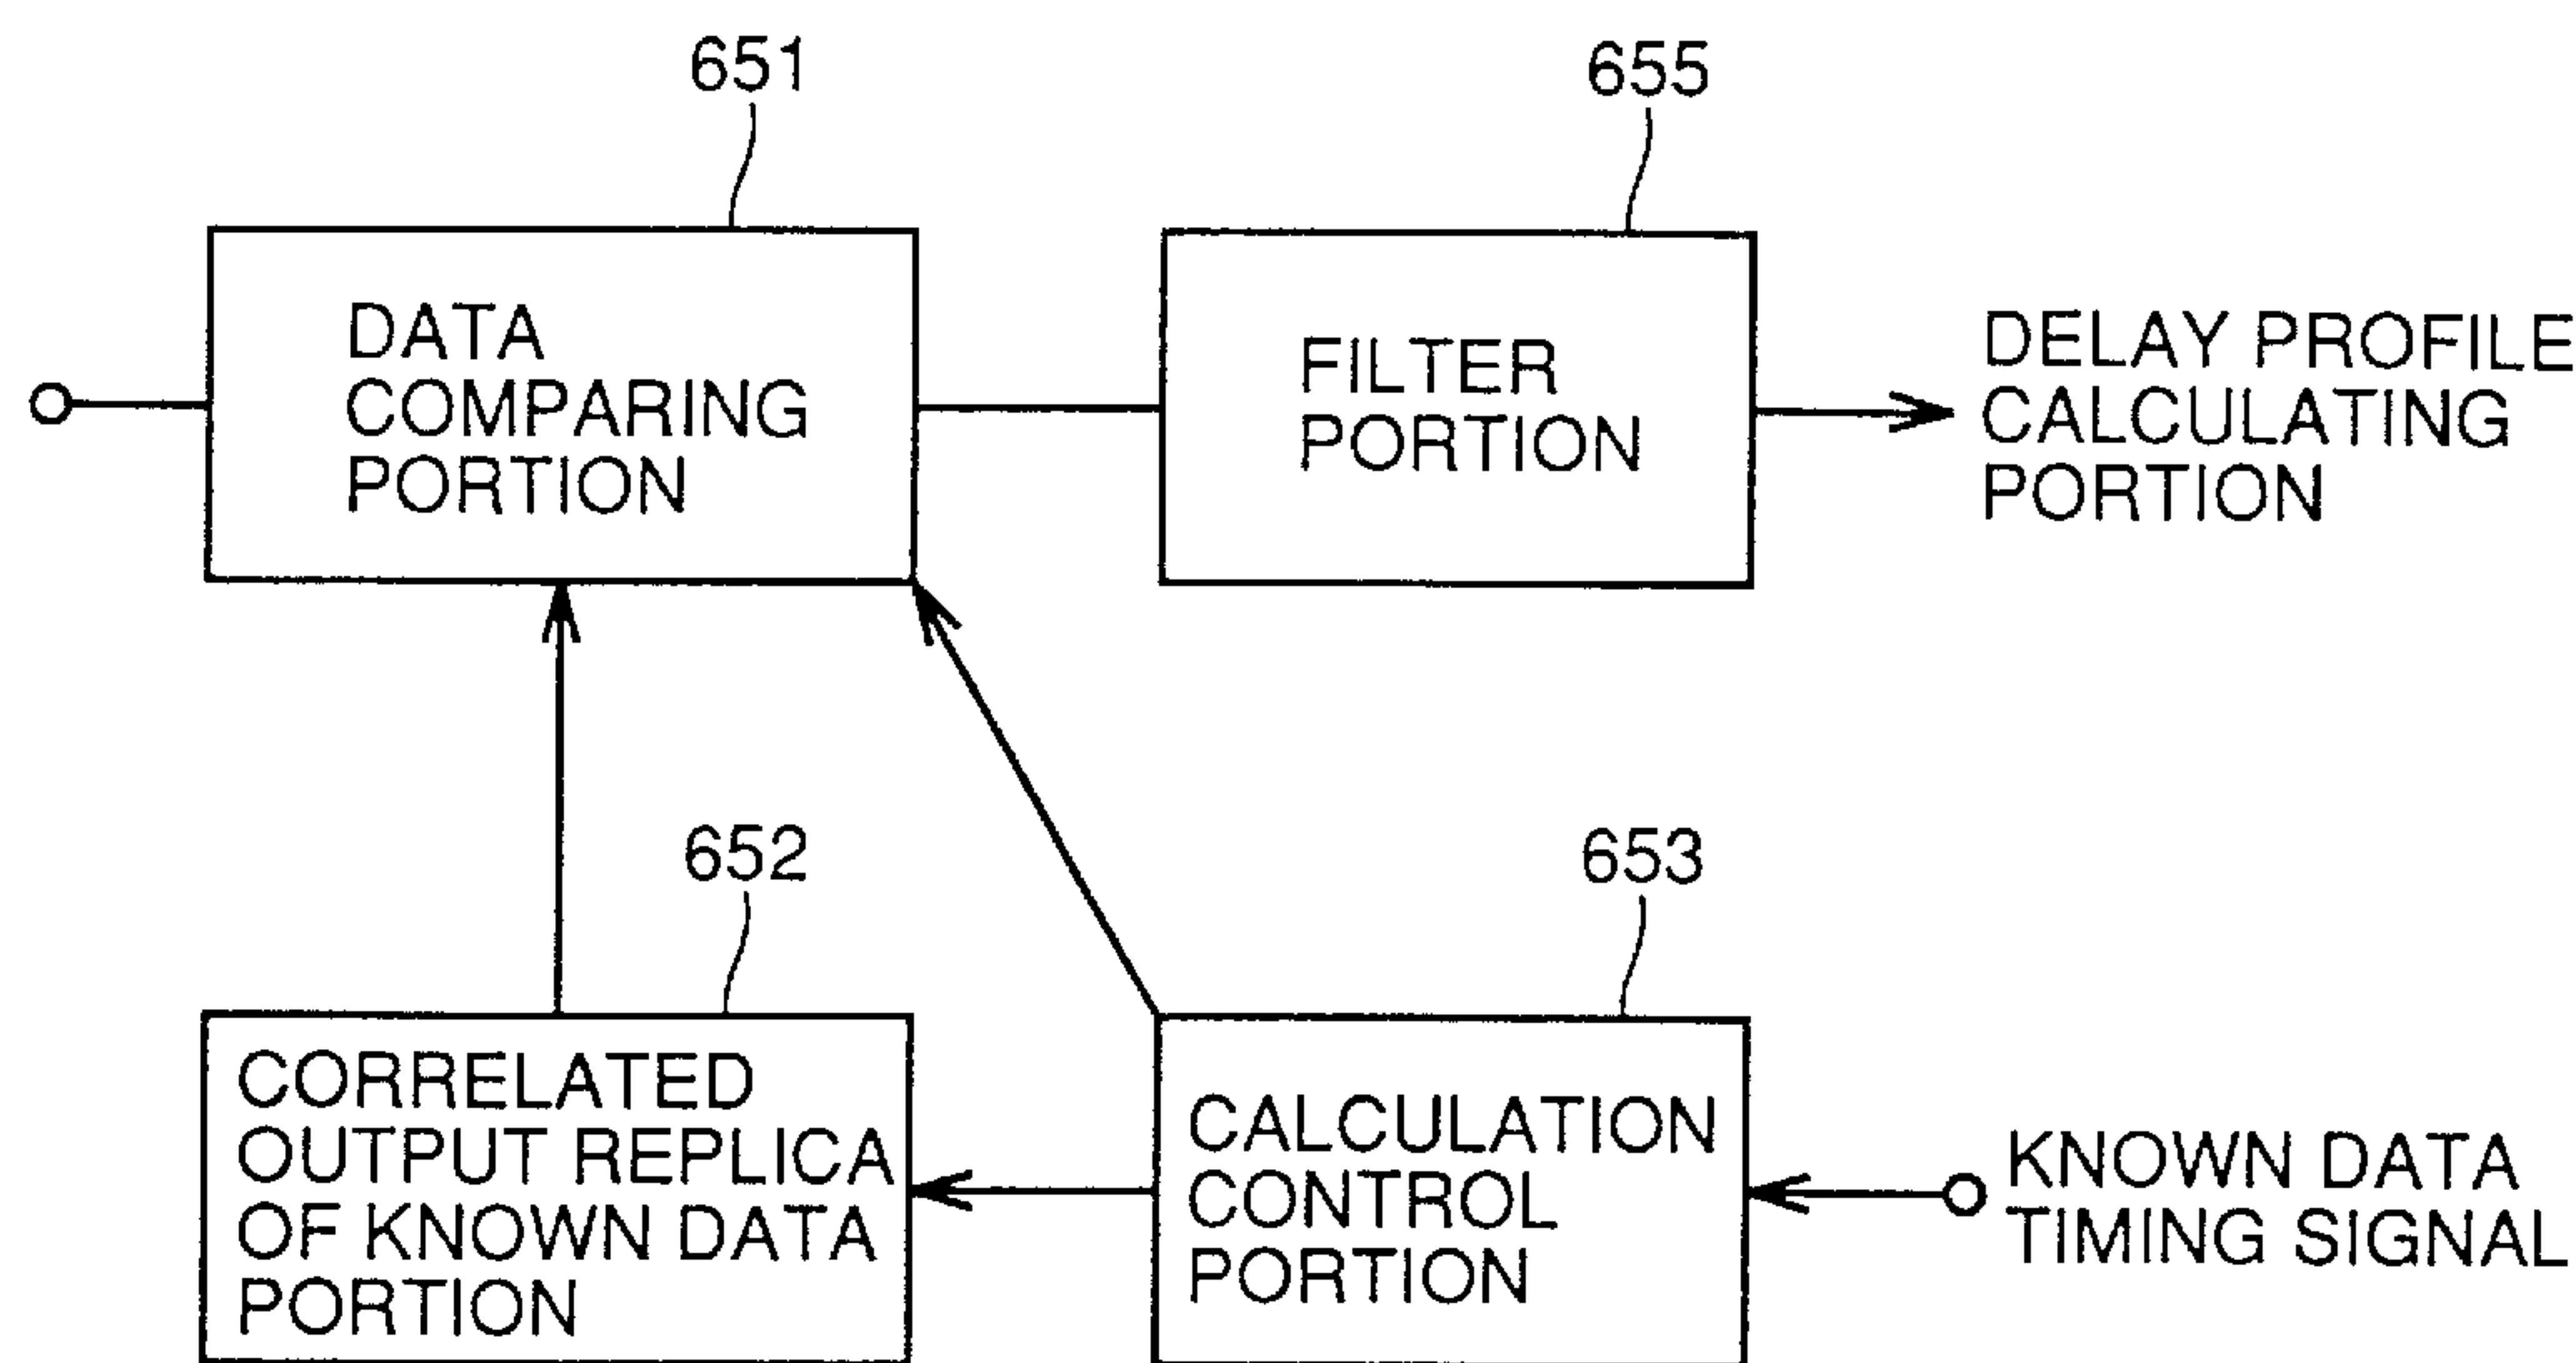 651
655
DATA
COMPARING
PORTION
FILTER
PORTION
DELAY PROFILE
CALCULATING
PORTION
652
653
CORRELATED
OUTPUT REPLICA
OF KNOWN DATA
PORTION
CALCULATION
CONTROL
PORTION
KNOWN DATA
TIMING SIGNAL